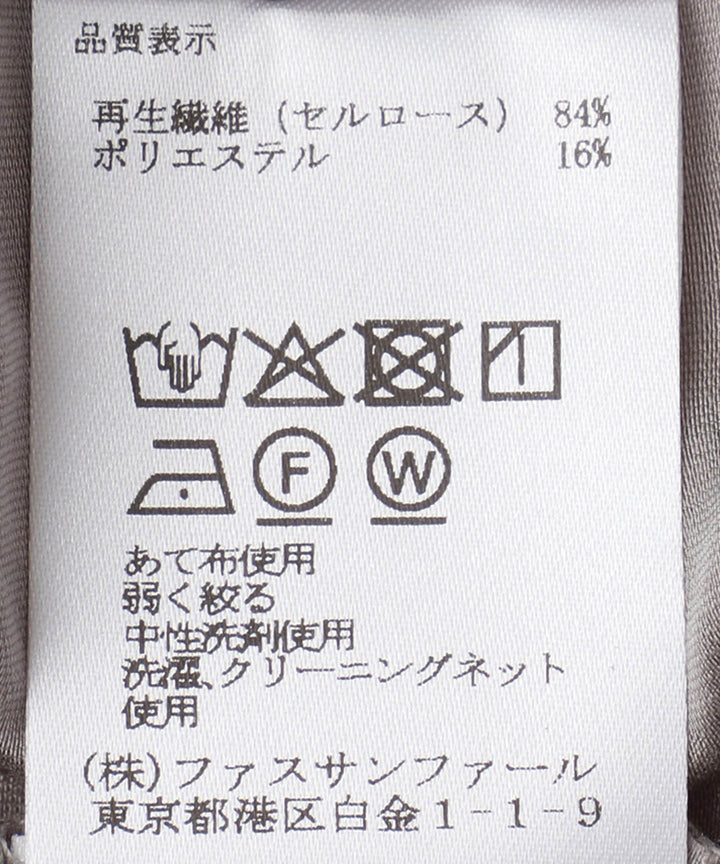 品質表示
再生繊維 (セルロース) 84%
ポリエステル 16%
F W
あて布使用
弱く絞る
中性洗剤使用
洗濯、クリーニングネット
使用
(株)ファスサンファール
東京都港区白金1-1-9